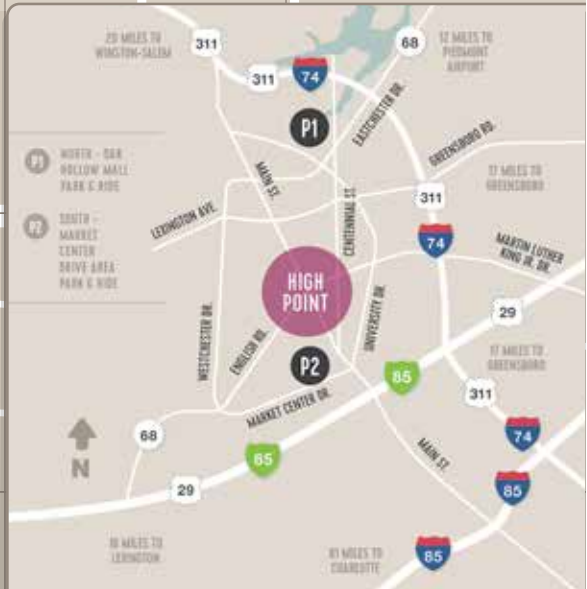 20 MILES TO
WINSTON-SALEM
311
68
12 MILES TO
PIEDMONT
AIRPORT
311
74
P1
EASTCHESTER DR.
GREENSBORO RD.
P1
NORTH - OAK
HOLLOW MALL
PARK & RIDE
MAIN ST.
CENTENNIAL ST.
17 MILES TO
GREENSBORO
311
P2
SOUTH -
MARKET
CENTER
DRIVE AREA
PARK & RIDE
LEXINGTON AVE.
74
MARTIN LUTHER
KING JR. DR.
HIGH
POINT
UNIVERSITY DR.
29
WESTCHESTER DR.
ENGLISH RD.
P2
17 MILES TO
GREENSBORO
85
311
MARKET CENTER DR.
68
74
N
85
MAIN ST.
29
85
18 MILES TO
LEXINGTON
81 MILES TO
CHARLOTTE
85